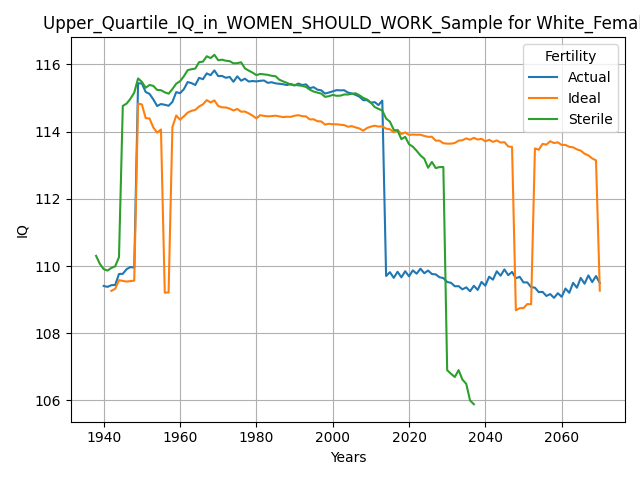 Upper_Quartile_IQ_in_WOMEN_SHOULD_WORK_Sample for White_Femal
Fertility
Actual
Ideal
Sterile
116
114
112
110
108
106
IQ
1940
1960
1980
2000
2020
2040
2060
Years